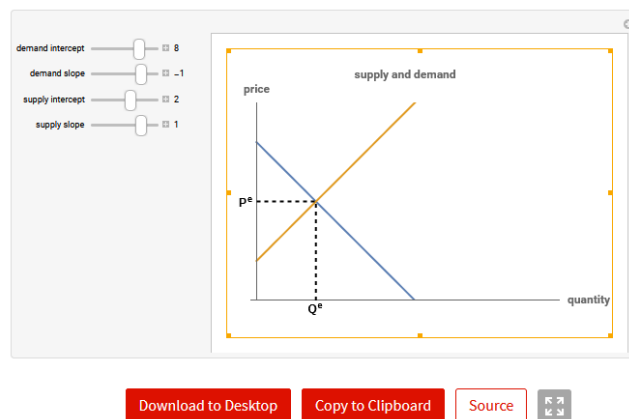 demand intercept 8
demand slope -1
supply intercept 2
supply slope 1
supply and demand
price
Pe
Qe
quantity
Download to Desktop
Copy to Clipboard
Source